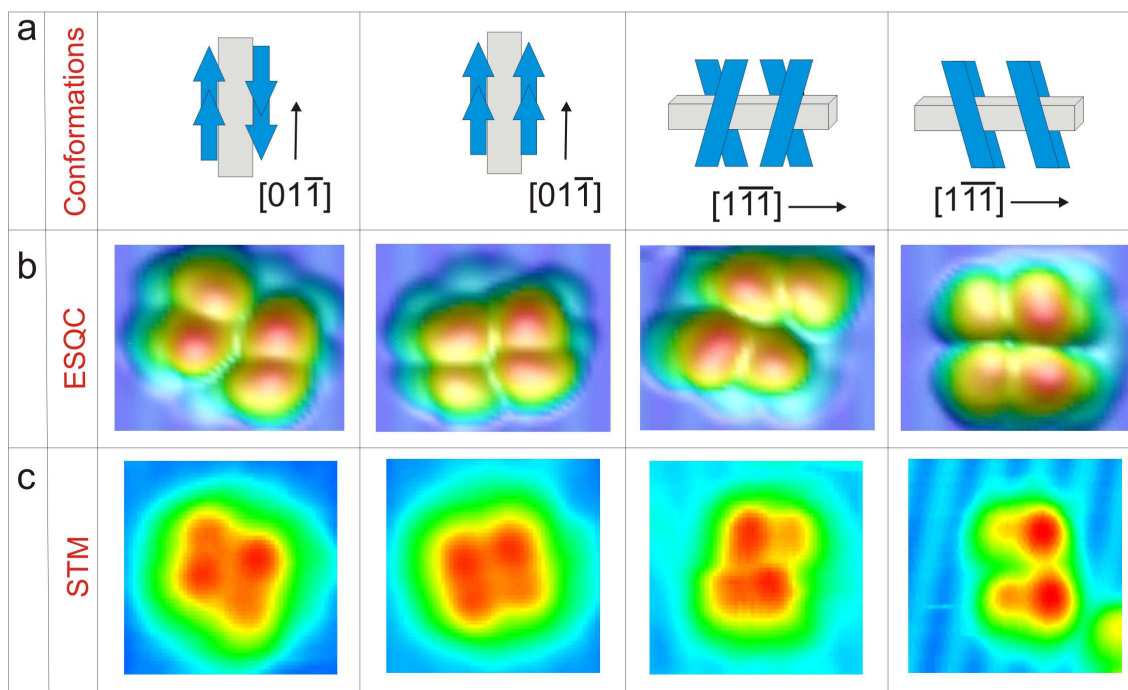 a
Conformations
[011̅]
[011̅]
[11̅1̅]
[11̅1̅]
b
ESQC
c
STM